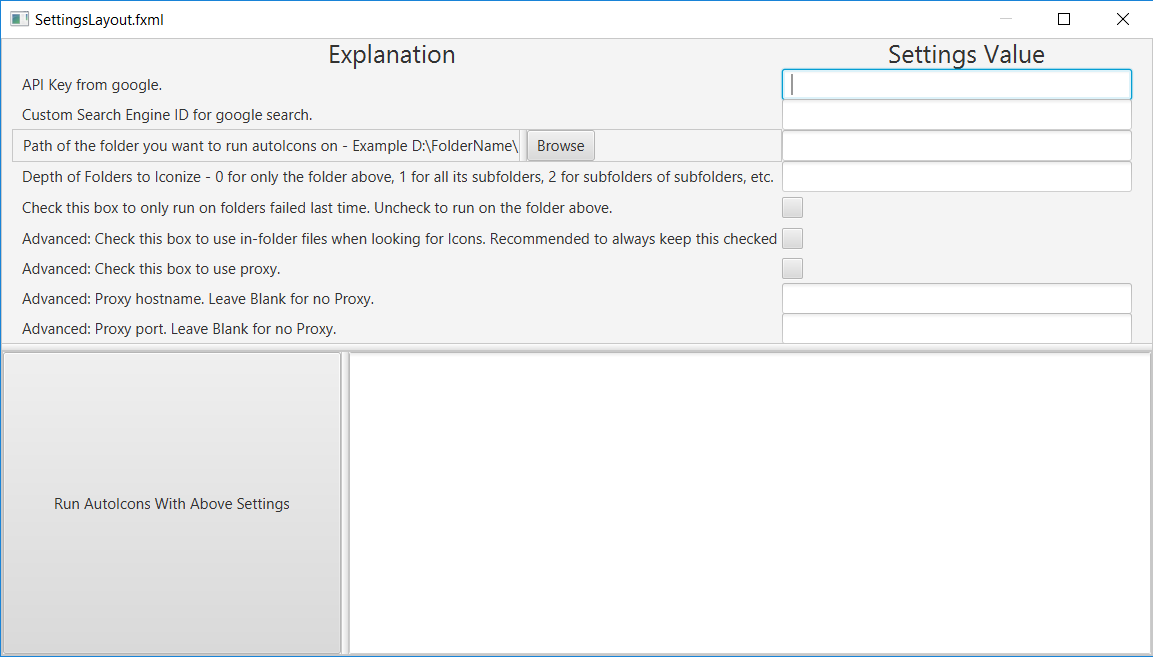 SettingsLayout.fxml
Explanation Settings Value
API Key from google.
Custom Search Engine ID for google search.
Path of the folder you want to run autoIcons on - Example D:\FolderName\ Browse
Depth of Folders to Iconize - 0 for only the folder above, 1 for all its subfolders, 2 for subfolders of subfolders, etc.
Check this box to only run on folders failed last time. Uncheck to run on the folder above.
Advanced: Check this box to use in-folder files when looking for Icons. Recommended to always keep this checked
Advanced: Check this box to use proxy.
Advanced: Proxy hostname. Leave Blank for no Proxy.
Advanced: Proxy port. Leave Blank for no Proxy.
Run AutoIcons With Above Settings